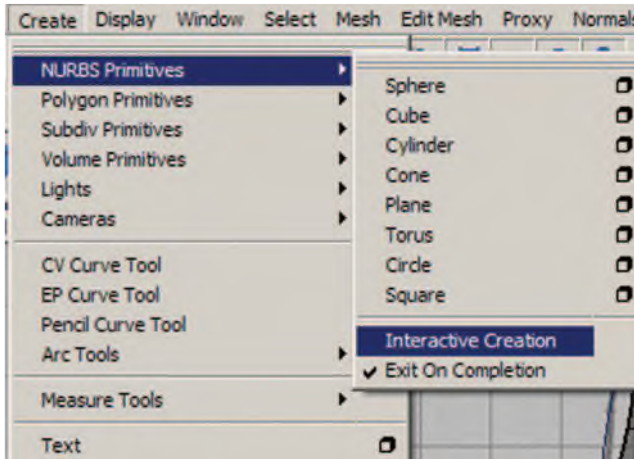 Create Display Window Select Mesh Edit Mesh Proxy Normals
NURBS Primitives
Polygon Primitives
Subdiv Primitives
Volume Primitives
Lights
Cameras
CV Curve Tool
EP Curve Tool
Pencil Curve Tool
Arc Tools
Measure Tools
Text
Sphere
Cube
Cylinder
Cone
Plane
Torus
Circle
Square
Interactive Creation
Exit On Completion